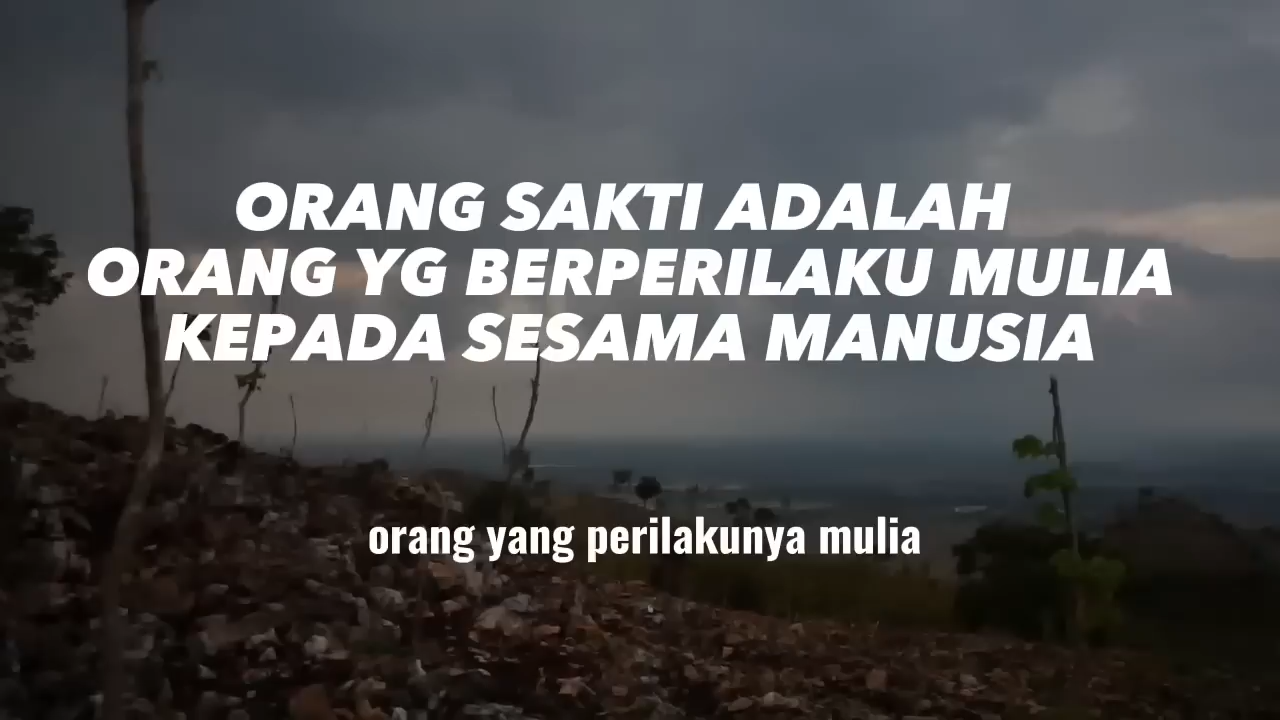 ORANG SAKTI ADALAH
ORANG YG BERPERILAKU MULIA
KEPADA SESAMA MANUSIA
orang yang perilakunya mulia